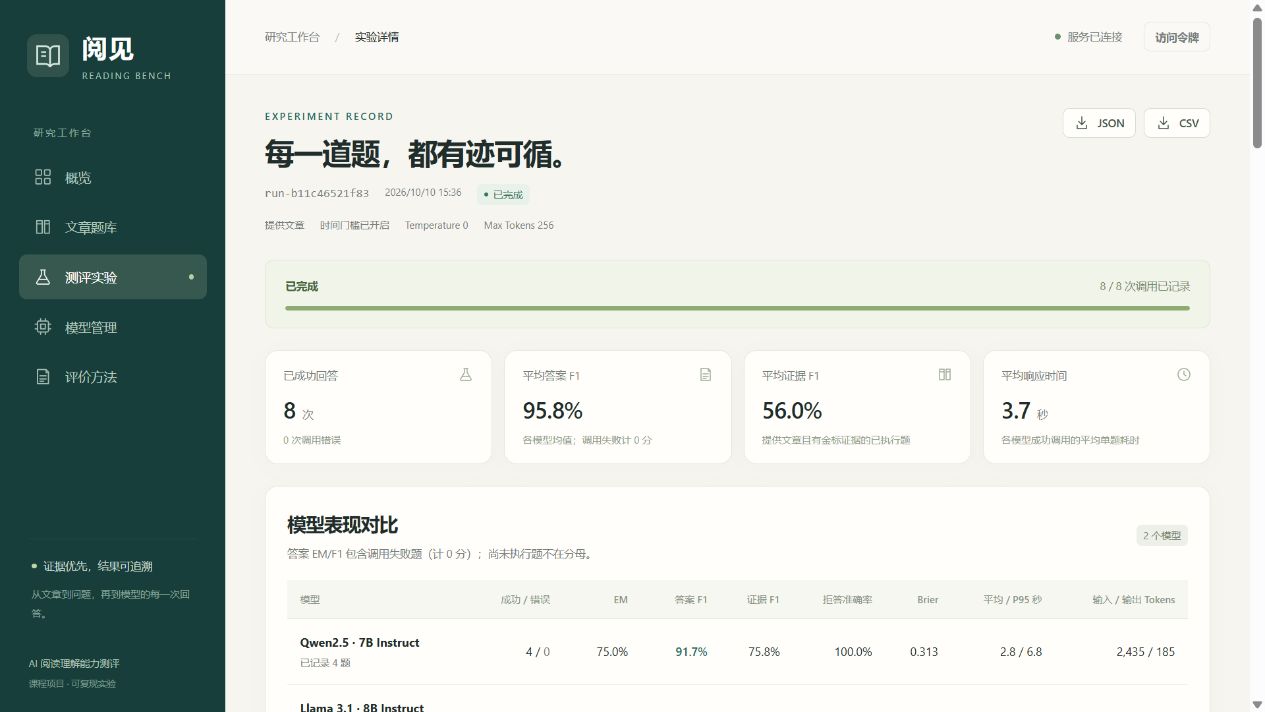 阅见
READING BENCH
研究工作台
概览
文章题库
测评实验
模型管理
评价方法
证据优先，结果可追溯
从文章到问题，再到模型的每一次回答。
AI 阅读理解能力测评
课程项目 · 可复现实验
研究工作台 / 实验详情
服务已连接
访问令牌
EXPERIMENT RECORD
每一道题，都有迹可循。
JSON
CSV
run-b11c46521f83 2026/10/10 15:36 已完成
提供文章 时间门槛已开启 Temperature 0 Max Tokens 256
已完成
8 / 8 次调用已记录
已成功回答
8 次
0 次调用错误
平均答案 F1
95.8%
各模型均值；调用失败计 0 分
平均证据 F1
56.0%
提供文章且有金标证据的已执行题
平均响应时间
3.7 秒
各模型成功调用的平均单题耗时
模型表现对比
答案 EM/F1 包含调用失败题（计 0 分）；尚未执行题不在分母。
2 个模型
模型 成功 / 错误 EM 答案 F1 证据 F1 拒答准确率 Brier 平均 / P95 秒 输入 / 输出 Tokens
Qwen2.5 · 7B Instruct
已记录 4 题
4 / 0 75.0% 91.7% 75.8% 100.0% 0.313 2.8 / 6.8 2,435 / 185
Llama 3.1 · 8B Instruct